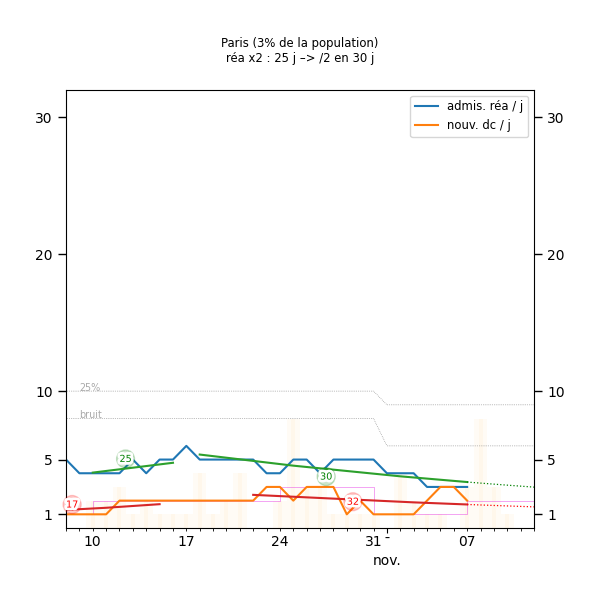 Paris (3% de la population)
réa x2 : 25 j –> /2 en 30 j
admis. réa / j
nouv. dc / j
30 30
20 20
10 10
25%
bruit
5 5
25
30
17
32
1 1
10 17 24 31 - 07
nov.